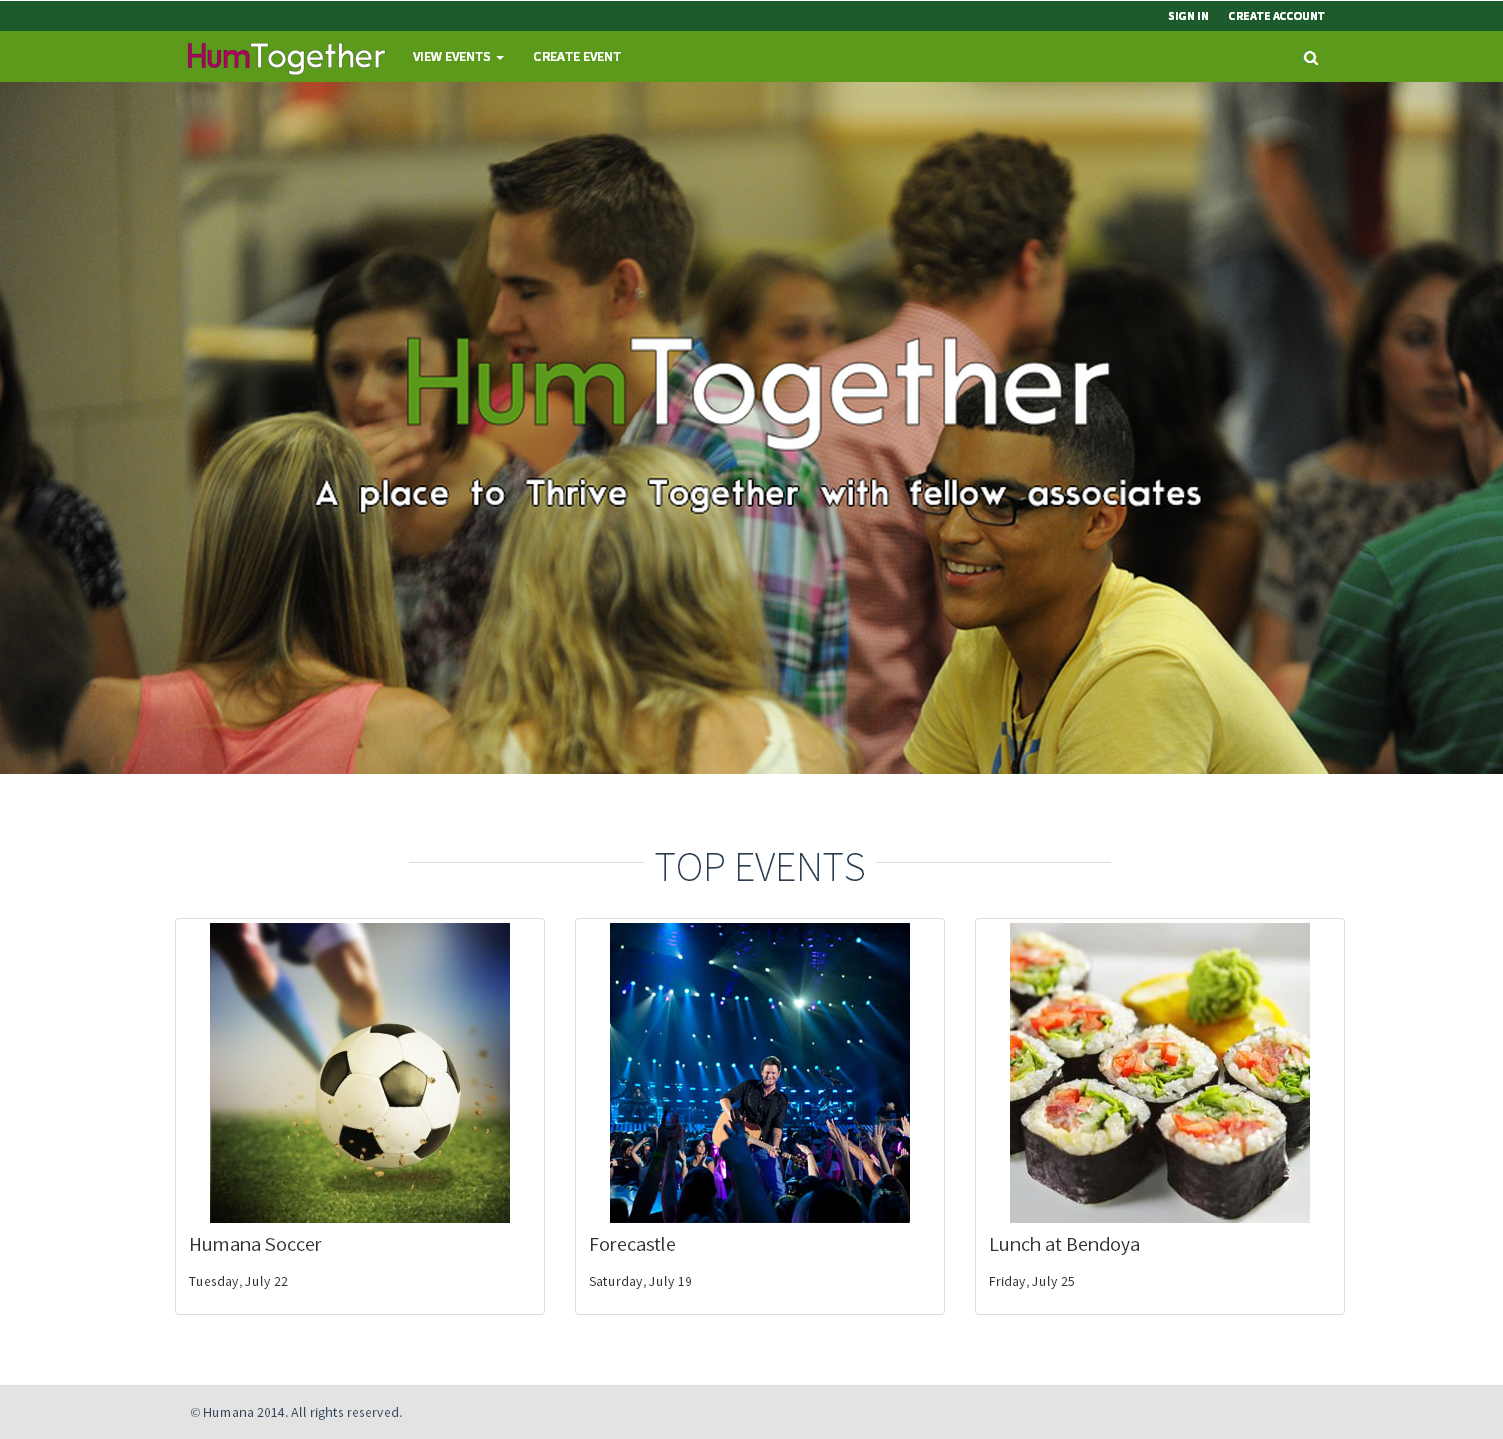 SIGN IN CREATE ACCOUNT
HumTogether VIEW EVENTS CREATE EVENT
HumTogether
A place to Thrive Together with fellow associates
TOP EVENTS
Humana Soccer
Tuesday, July 22
Forecastle
Saturday, July 19
Lunch at Bendoya
Friday, July 25
© Humana 2014. All rights reserved.